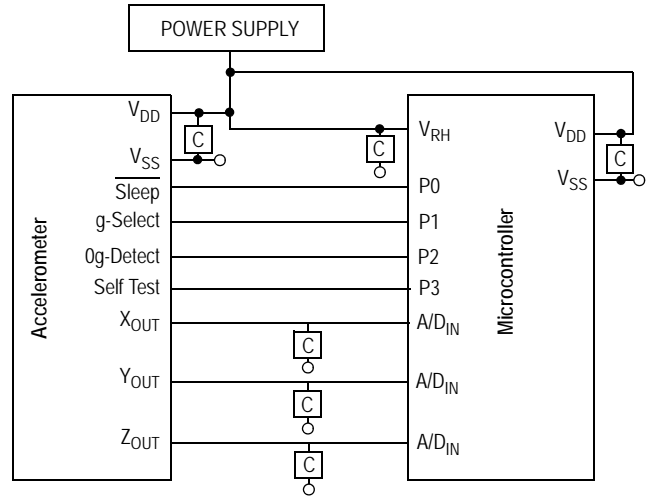 POWER SUPPLY
Accelerometer
VDD
C
VSS
Sleep
g-Select
0g-Detect
Self Test
XOUT
YOUT
ZOUT
C
C
C
C
Microcontroller
VRH
P0
P1
P2
P3
A/DIN
A/DIN
A/DIN
VDD
VSS
C